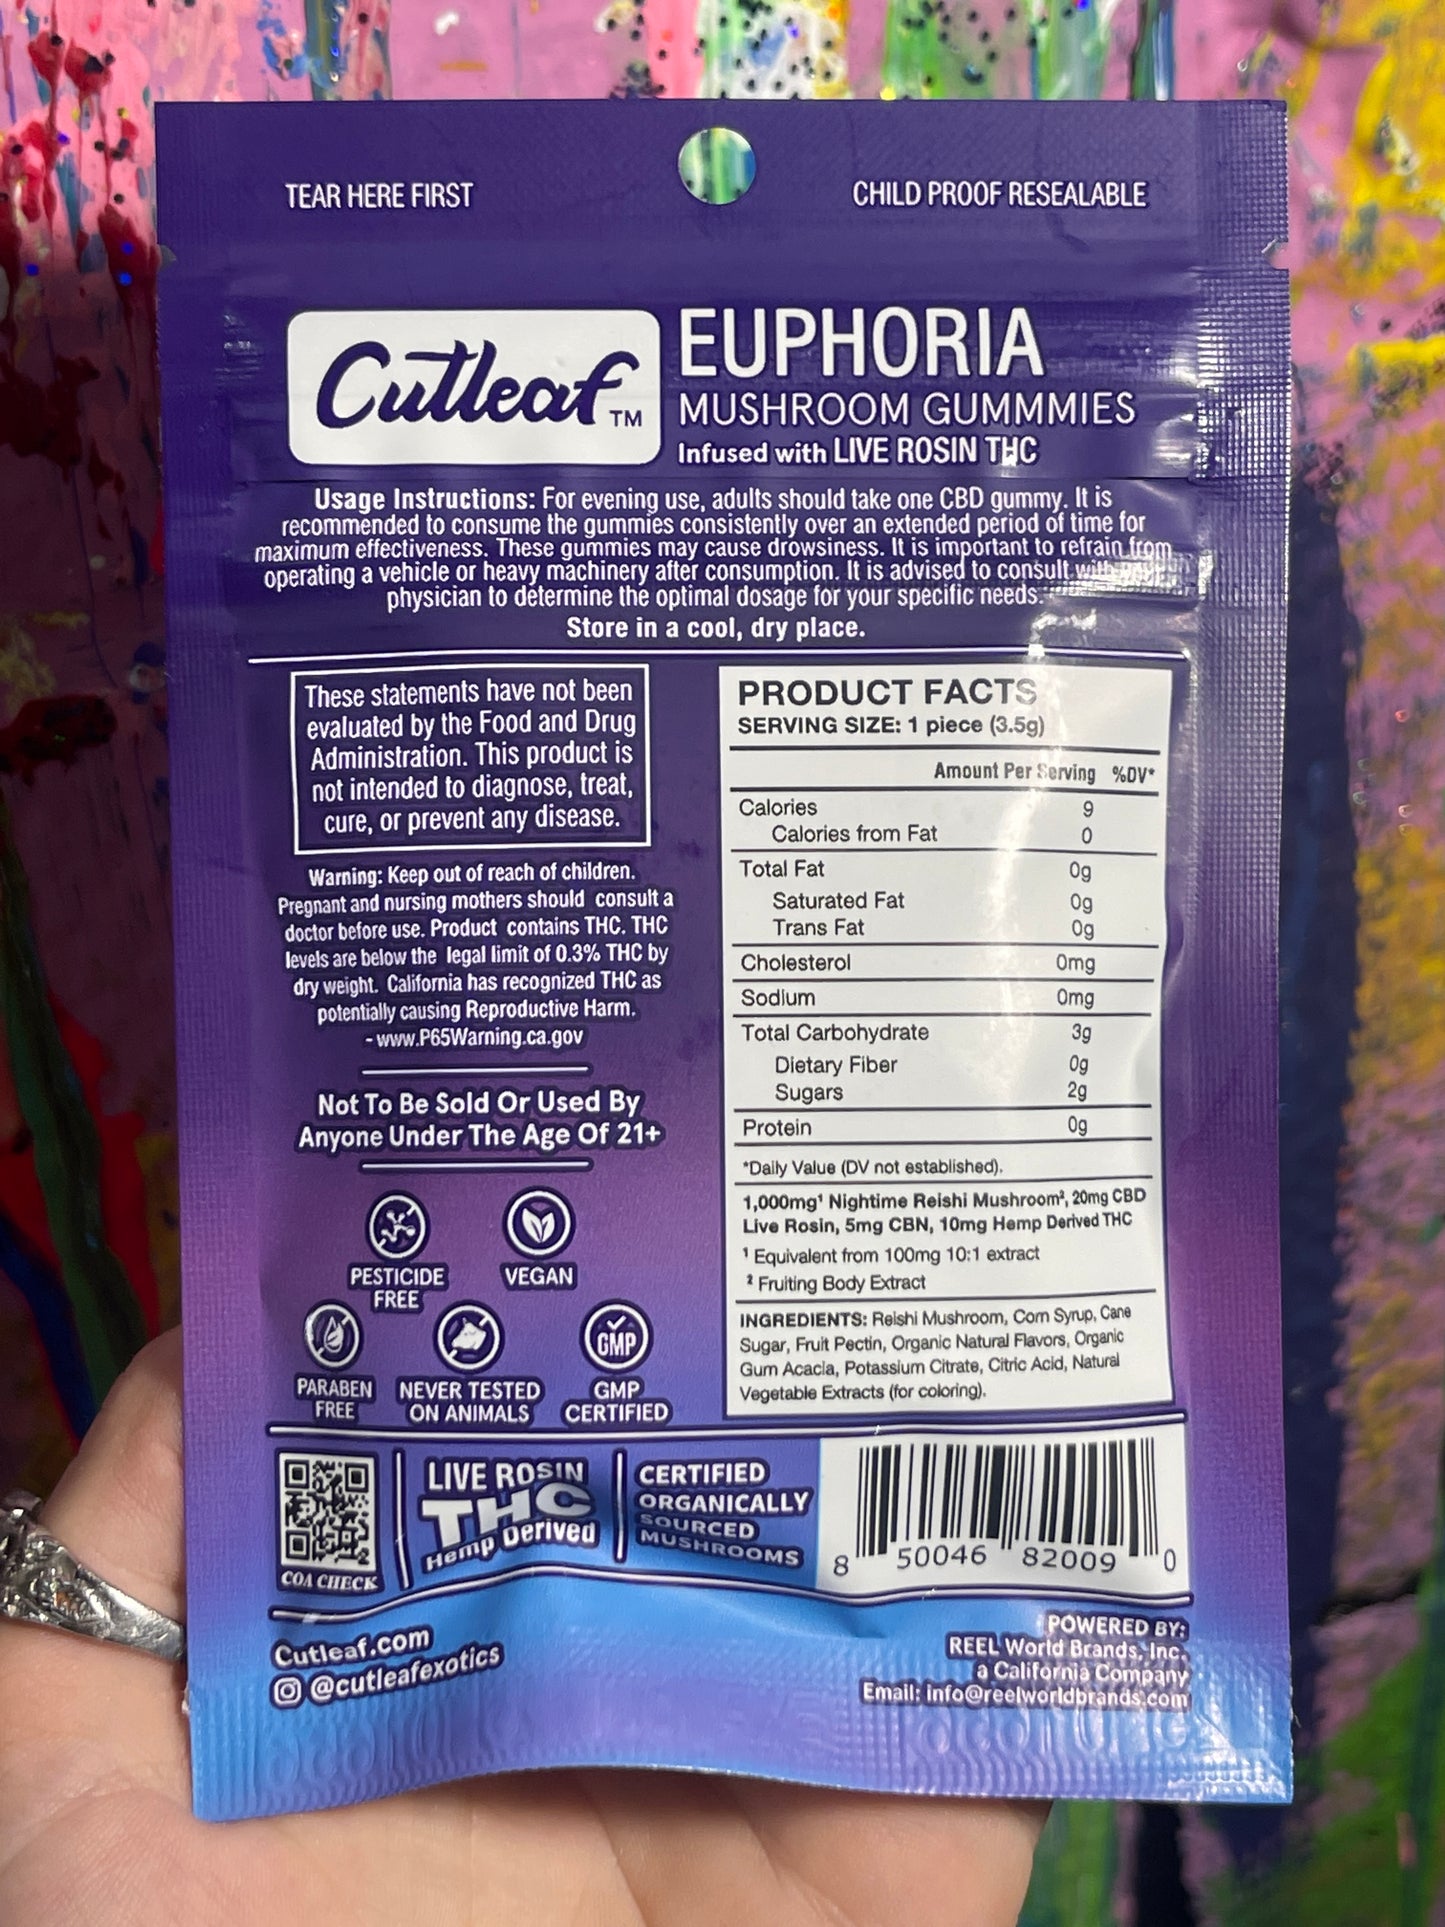 TEAR HERE FIRST
CHILD PROOF RESEALABLE
Cutleaf™
EUPHORIA
MUSHROOM GUMMMIES
Infused with LIVE ROSIN THC
Usage Instructions: For evening use, adults should take one CBD gummy. It is
recommended to consume the gummies consistently over an extended period of time for
maximum effectiveness. These gummies may cause drowsiness. It is important to refrain from
operating a vehicle or heavy machinery after consumption. It is advised to consult with your
physician to determine the optimal dosage for your specific needs.
Store in a cool, dry place.
These statements have not been
evaluated by the Food and Drug
Administration. This product is
not intended to diagnose, treat,
cure, or prevent any disease.
Warning: Keep out of reach of children.
Pregnant and nursing mothers should consult a
doctor before use. Product contains THC. THC
levels are below the legal limit of 0.3% THC by
dry weight. California has recognized THC as
potentially causing Reproductive Harm.
- www.P65Warning.ca.gov
Not To Be Sold Or Used By
Anyone Under The Age Of 21+
PESTICIDE
FREE
VEGAN
PARABEN
FREE
NEVER TESTED
ON ANIMALS
GMP
GMP
CERTIFIED
PRODUCT FACTS
SERVING SIZE: 1 piece (3.5g)
Amount Per Serving %DV*
Calories 9
Calories from Fat 0
Total Fat 0g
Saturated Fat 0g
Trans Fat 0g
Cholesterol 0mg
Sodium 0mg
Total Carbohydrate 3g
Dietary Fiber 0g
Sugars 2g
Protein 0g
*Daily Value (DV not established).
1,000mg¹ Nightime Reishi Mushroom², 20mg CBD
Live Rosin, 5mg CBN, 10mg Hemp Derived THC
¹ Equivalent from 100mg 10:1 extract
² Fruiting Body Extract
INGREDIENTS: Reishi Mushroom, Corn Syrup, Cane
Sugar, Fruit Pectin, Organic Natural Flavors, Organic
Gum Acacia, Potassium Citrate, Citric Acid, Natural
Vegetable Extracts (for coloring).
COA CHECK
LIVE ROSIN
THC
Hemp Derived
CERTIFIED
ORGANICALLY
SOURCED
MUSHROOMS
8 50046 82009 0
Cutleaf.com
@cutleafexotics
POWERED BY:
REEL World Brands, Inc.
a California Company
Email: info@reelworldbrands.com